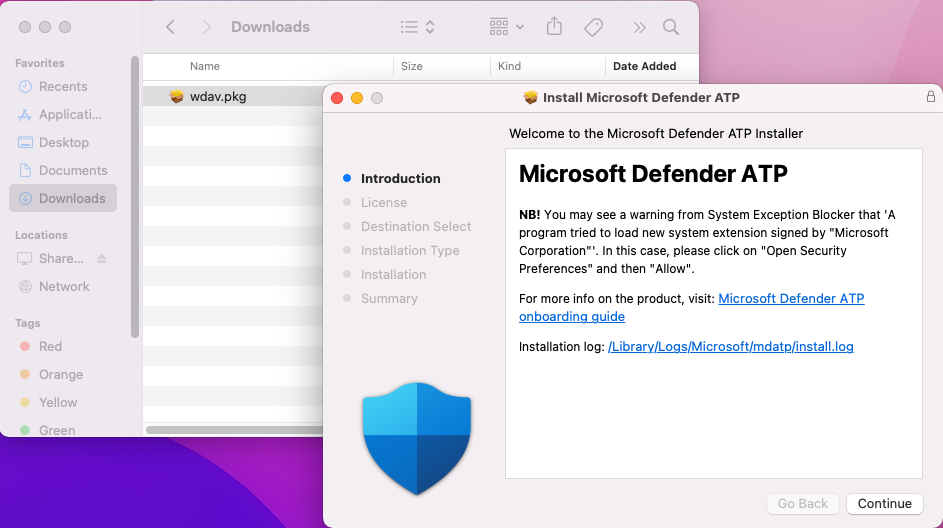 Downloads
Favorites
Recents
Applicati...
Desktop
Documents
Downloads
Locations
Share...
Network
Tags
Red
Orange
Yellow
Green
Name Size Kind Date Added
wdav.pkg
Install Microsoft Defender ATP
Welcome to the Microsoft Defender ATP Installer
Introduction
License
Destination Select
Installation Type
Installation
Summary
Microsoft Defender ATP
NB! You may see a warning from System Exception Blocker that 'A
program tried to load new system extension signed by "Microsoft
Corporation"'. In this case, please click on "Open Security
Preferences" and then "Allow".
For more info on the product, visit: Microsoft Defender ATP
onboarding guide
Installation log: /Library/Logs/Microsoft/mdatp/install.log
Go Back Continue